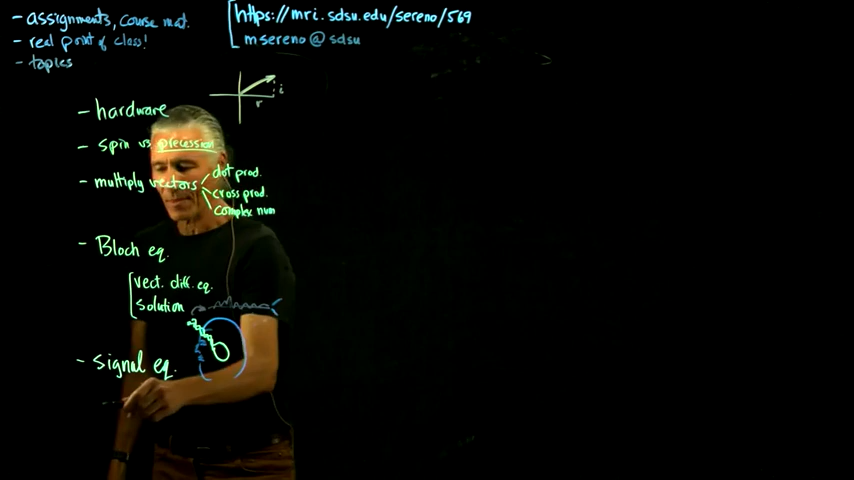 - assignments, course mat.
- real point of class!
- topics
https://mri.sdsu.edu/sereno/569
msereno@sdsu
i
r
- hardware
- spin vs precession
- multiply vectors
dot prod.
cross prod.
complex num
- Bloch eq.
vect. diff. eq.
solution
- Signal eq.